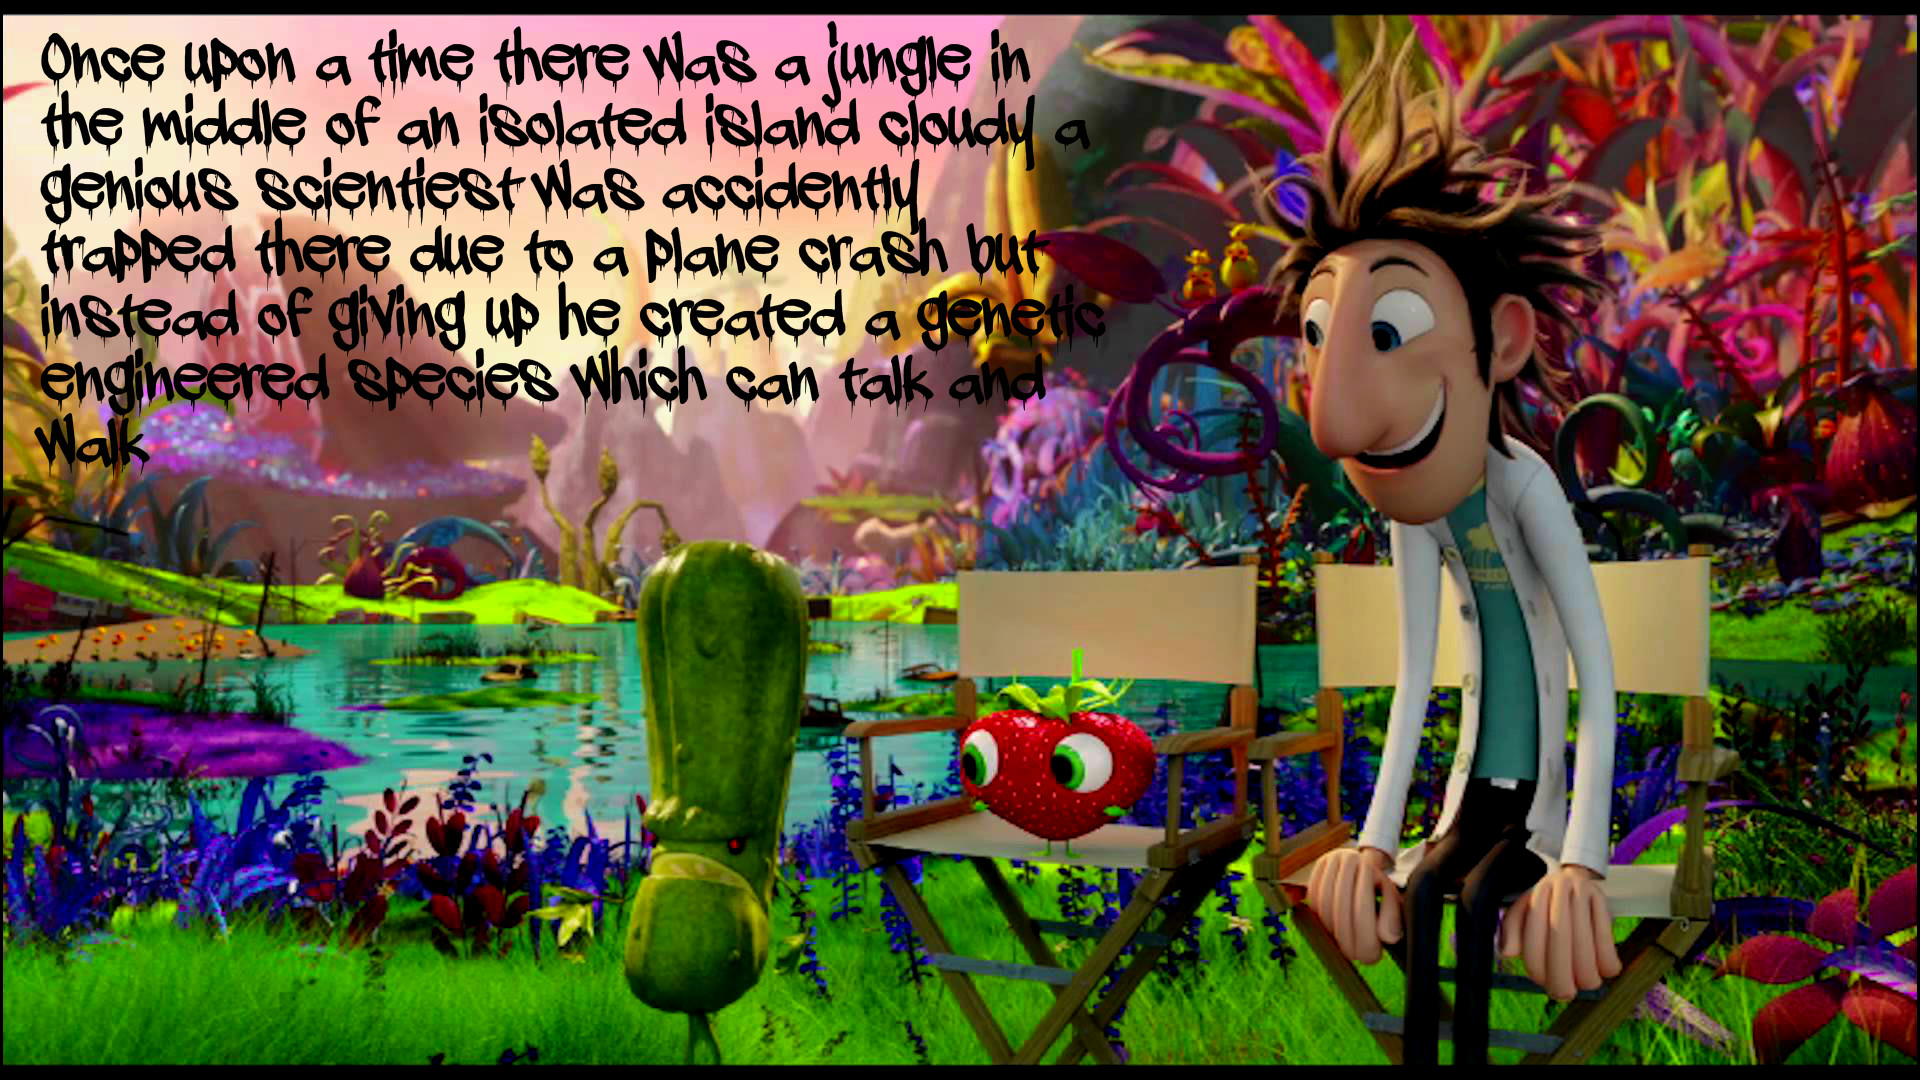 Once upon a time there was a jungle in
the middle of an isolated island cloudy a
genious scientiest was accidently
trapped there due to a plane crash but
instead of giving up he created a genetic
engineered species which can talk and
walk